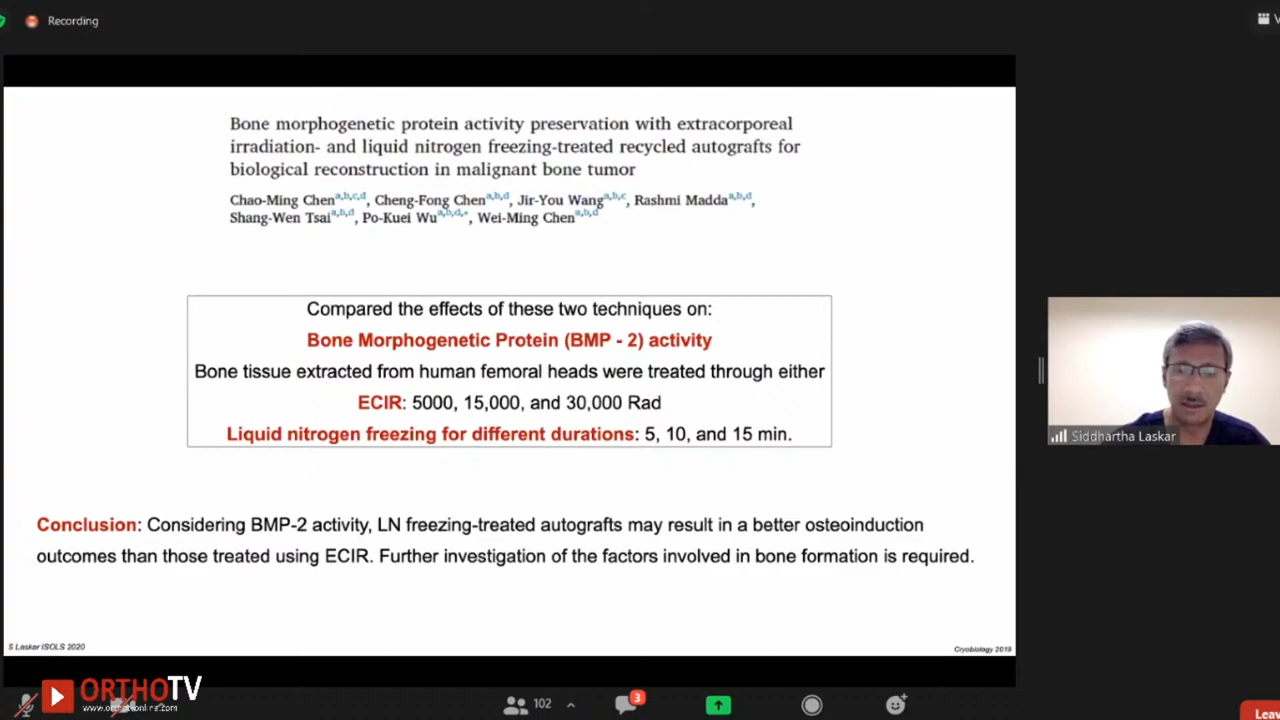 Recording
V
Bone morphogenetic protein activity preservation with extracorporeal
irradiation- and liquid nitrogen freezing-treated recycled autografts for
biological reconstruction in malignant bone tumor
Chao-Ming Chen a,b,c,d, Cheng-Fong Chen a,b,d, Jir-You Wang a,b,c, Rashmi Madda a,b,d,
Shang-Wen Tsai a,b,d, Po-Kuei Wu a,b,d,*, Wei-Ming Chen a,b,d
Compared the effects of these two techniques on:
Bone Morphogenetic Protein (BMP - 2) activity
Bone tissue extracted from human femoral heads were treated through either
ECIR: 5000, 15,000, and 30,000 Rad
Liquid nitrogen freezing for different durations: 5, 10, and 15 min.
Siddhartha Laskar
Conclusion: Considering BMP-2 activity, LN freezing-treated autografts may result in a better osteoinduction
outcomes than those treated using ECIR. Further investigation of the factors involved in bone formation is required.
S Laskar ISOLS 2020
Cryobiology 2019
ORTHOTV
www.orthotvonline.com
102
3
Leav